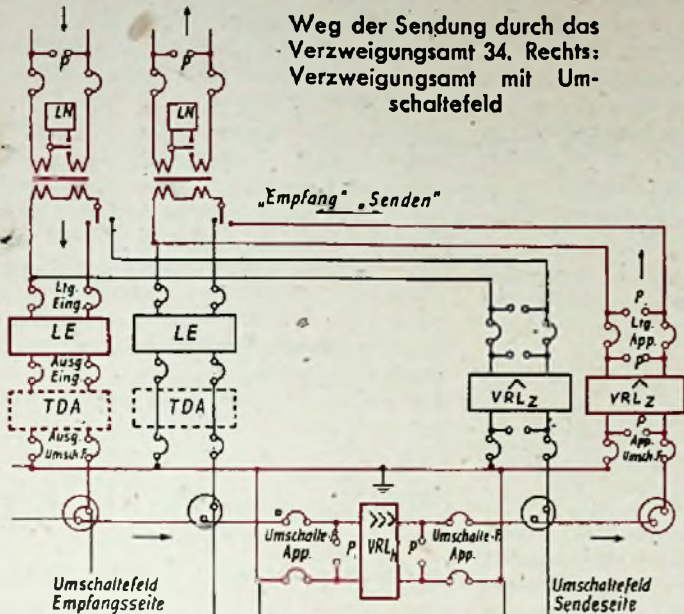 Weg der Sendung durch das
Verzweigungsamt 34. Rechts:
Verzweigungsamt mit Um-
schaltefeld
p
p
LN
LN
„Empfang" „Senden"
Ltg.
Eing.
LE
LE
Ausg
Eing.
TDA
TDA
Ausg
Umsch.F.
p
Ltg.
App.
p
VRLz
VRLz
p
App.
Umsch.F.
Umschalte-F.
App.
p
VRLh
p
Umschalte-F.
App.
Umschaltefeld
Empfangsseite
Umschaltefeld
Sendeseite